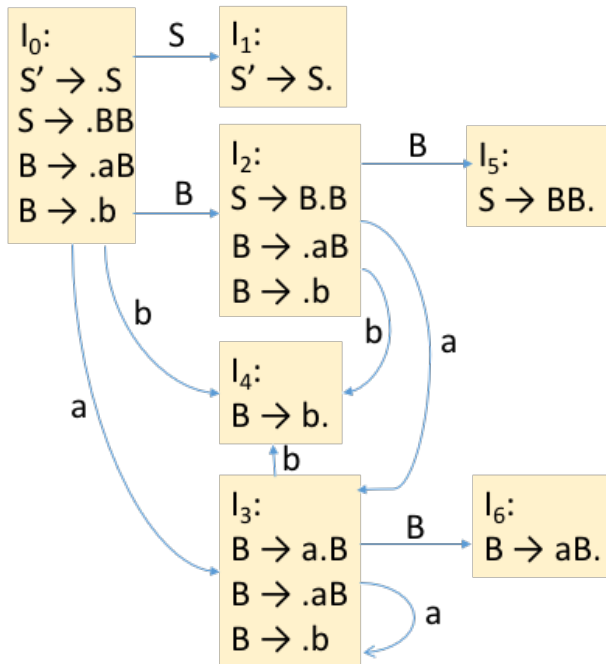 I₀:
S' → .S
S → .BB
B → .aB
B → .b
S
I₁:
S' → S.
B
I₂:
S → B.B
B → .aB
B → .b
B
I₅:
S → BB.
b
b
a
a
I₄:
B → b.
b
I₃:
B → a.B
B → .aB
B → .b
B
I₆:
B → aB.
a